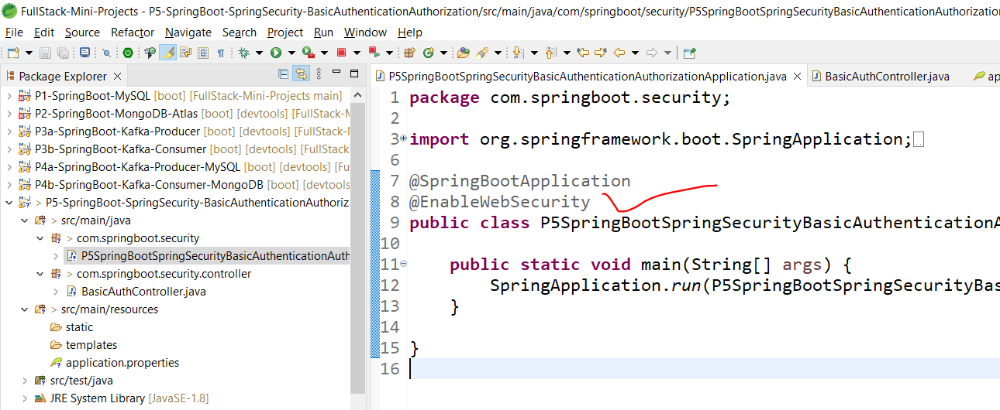 FullStack-Mini-Projects - P5-SpringBoot-SpringSecurity-BasicAuthenticationAuthorization/src/main/java/com/springboot/security/P5SpringBootSpringSecurityBasicAuthenticationAuthorization
File Edit Source Refactor Navigate Search Project Run Window Help
Package Explorer
P1-SpringBoot-MySQL [boot] [FullStack-Mini-Projects main]
P2-SpringBoot-MongoDB-Atlas [boot] [devtools] [FullStack-M
P3a-SpringBoot-Kafka-Producer [boot] [devtools] [FullStack-
P3b-SpringBoot-Kafka-Consumer [boot] [devtools] [FullStack-
P4a-SpringBoot-Kafka-Producer-MySQL [boot] [devtools] [Fu
P4b-SpringBoot-Kafka-Consumer-MongoDB [boot] [devtools
> P5-SpringBoot-SpringSecurity-BasicAuthenticationAuthoriz
> src/main/java
> com.springboot.security
P5SpringBootSpringSecurityBasicAuthenticationAuth
> com.springboot.security.controller
BasicAuthController.java
> src/main/resources
static
templates
application.properties
src/test/java
JRE System Library [JavaSE-1.8]
P5SpringBootSpringSecurityBasicAuthenticationAuthorizationApplication.java BasicAuthController.java ap
1 package com.springboot.security;
2
3 import org.springframework.boot.SpringApplication;
6
7 @SpringBootApplication
8 @EnableWebSecurity
9 public class P5SpringBootSpringSecurityBasicAuthenticationA
10
11 public static void main(String[] args) {
12 SpringApplication.run(P5SpringBootSpringSecurityBas
13 }
14
15 }
16